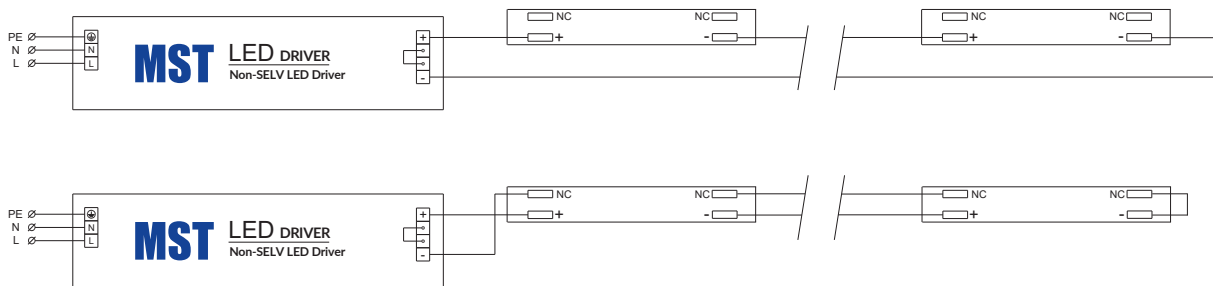 NC NC NC NC
PE + + - + -
N N MST LED DRIVER
L L Non-SELV LED Driver -
NC NC NC NC
PE + + - + -
N N MST LED DRIVER
L L Non-SELV LED Driver -